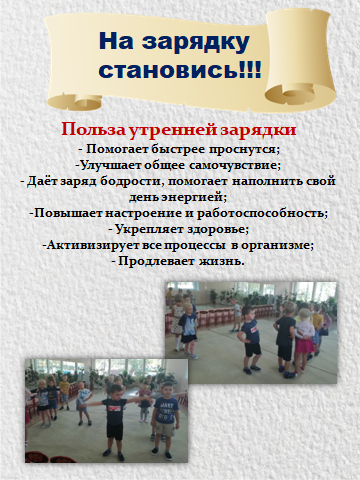 На зарядку
становись!!!
Польза утренней зарядки
- Помогает быстрее проснутся;
-Улучшает общее самочувствие;
- Даёт заряд бодрости, помогает наполнить свой
день энергией;
-Повышает настроение и работоспособность;
- Укрепляет здоровье;
-Активизирует все процессы в организме;
- Продлевает жизнь.